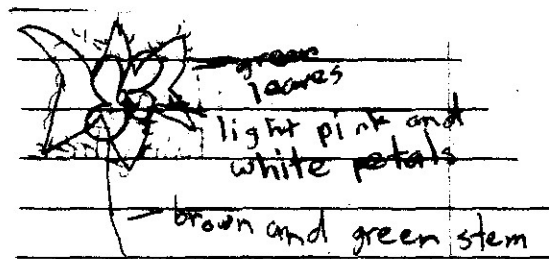 green
leaves
light pink and
white petals
brown and green stem